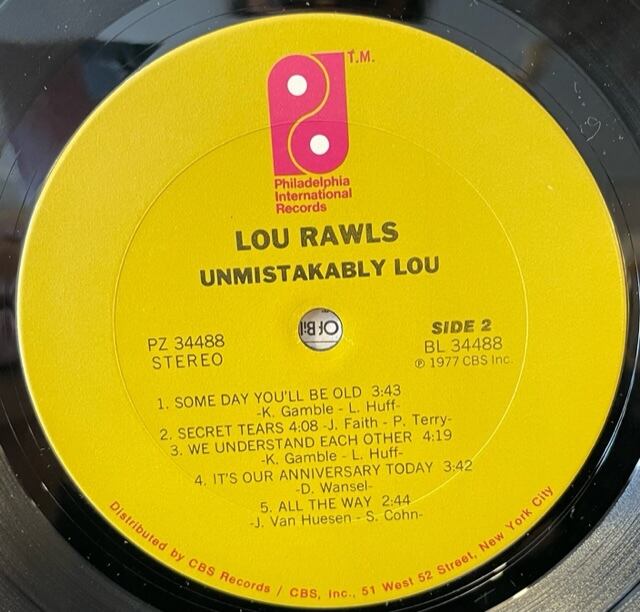 T.M.
Philadelphia
International
Records
LOU RAWLS
UNMISTAKABLY LOU
PZ 34488
STEREO
SIDE 2
BL 34488
℗ 1977 CBS Inc.
1. SOME DAY YOU'LL BE OLD 3:43
-K. Gamble - L. Huff-
2. SECRET TEARS 4:08 -J. Faith - P. Terry-
3. WE UNDERSTAND EACH OTHER 4:19
-K. Gamble - L. Huff-
4. IT'S OUR ANNIVERSARY TODAY 3:42
-D. Wansel-
5. ALL THE WAY 2:44
-J. Van Huesen - S. Cohn-
Distributed by CBS Records / CBS, Inc., 51 West 52 Street, New York City